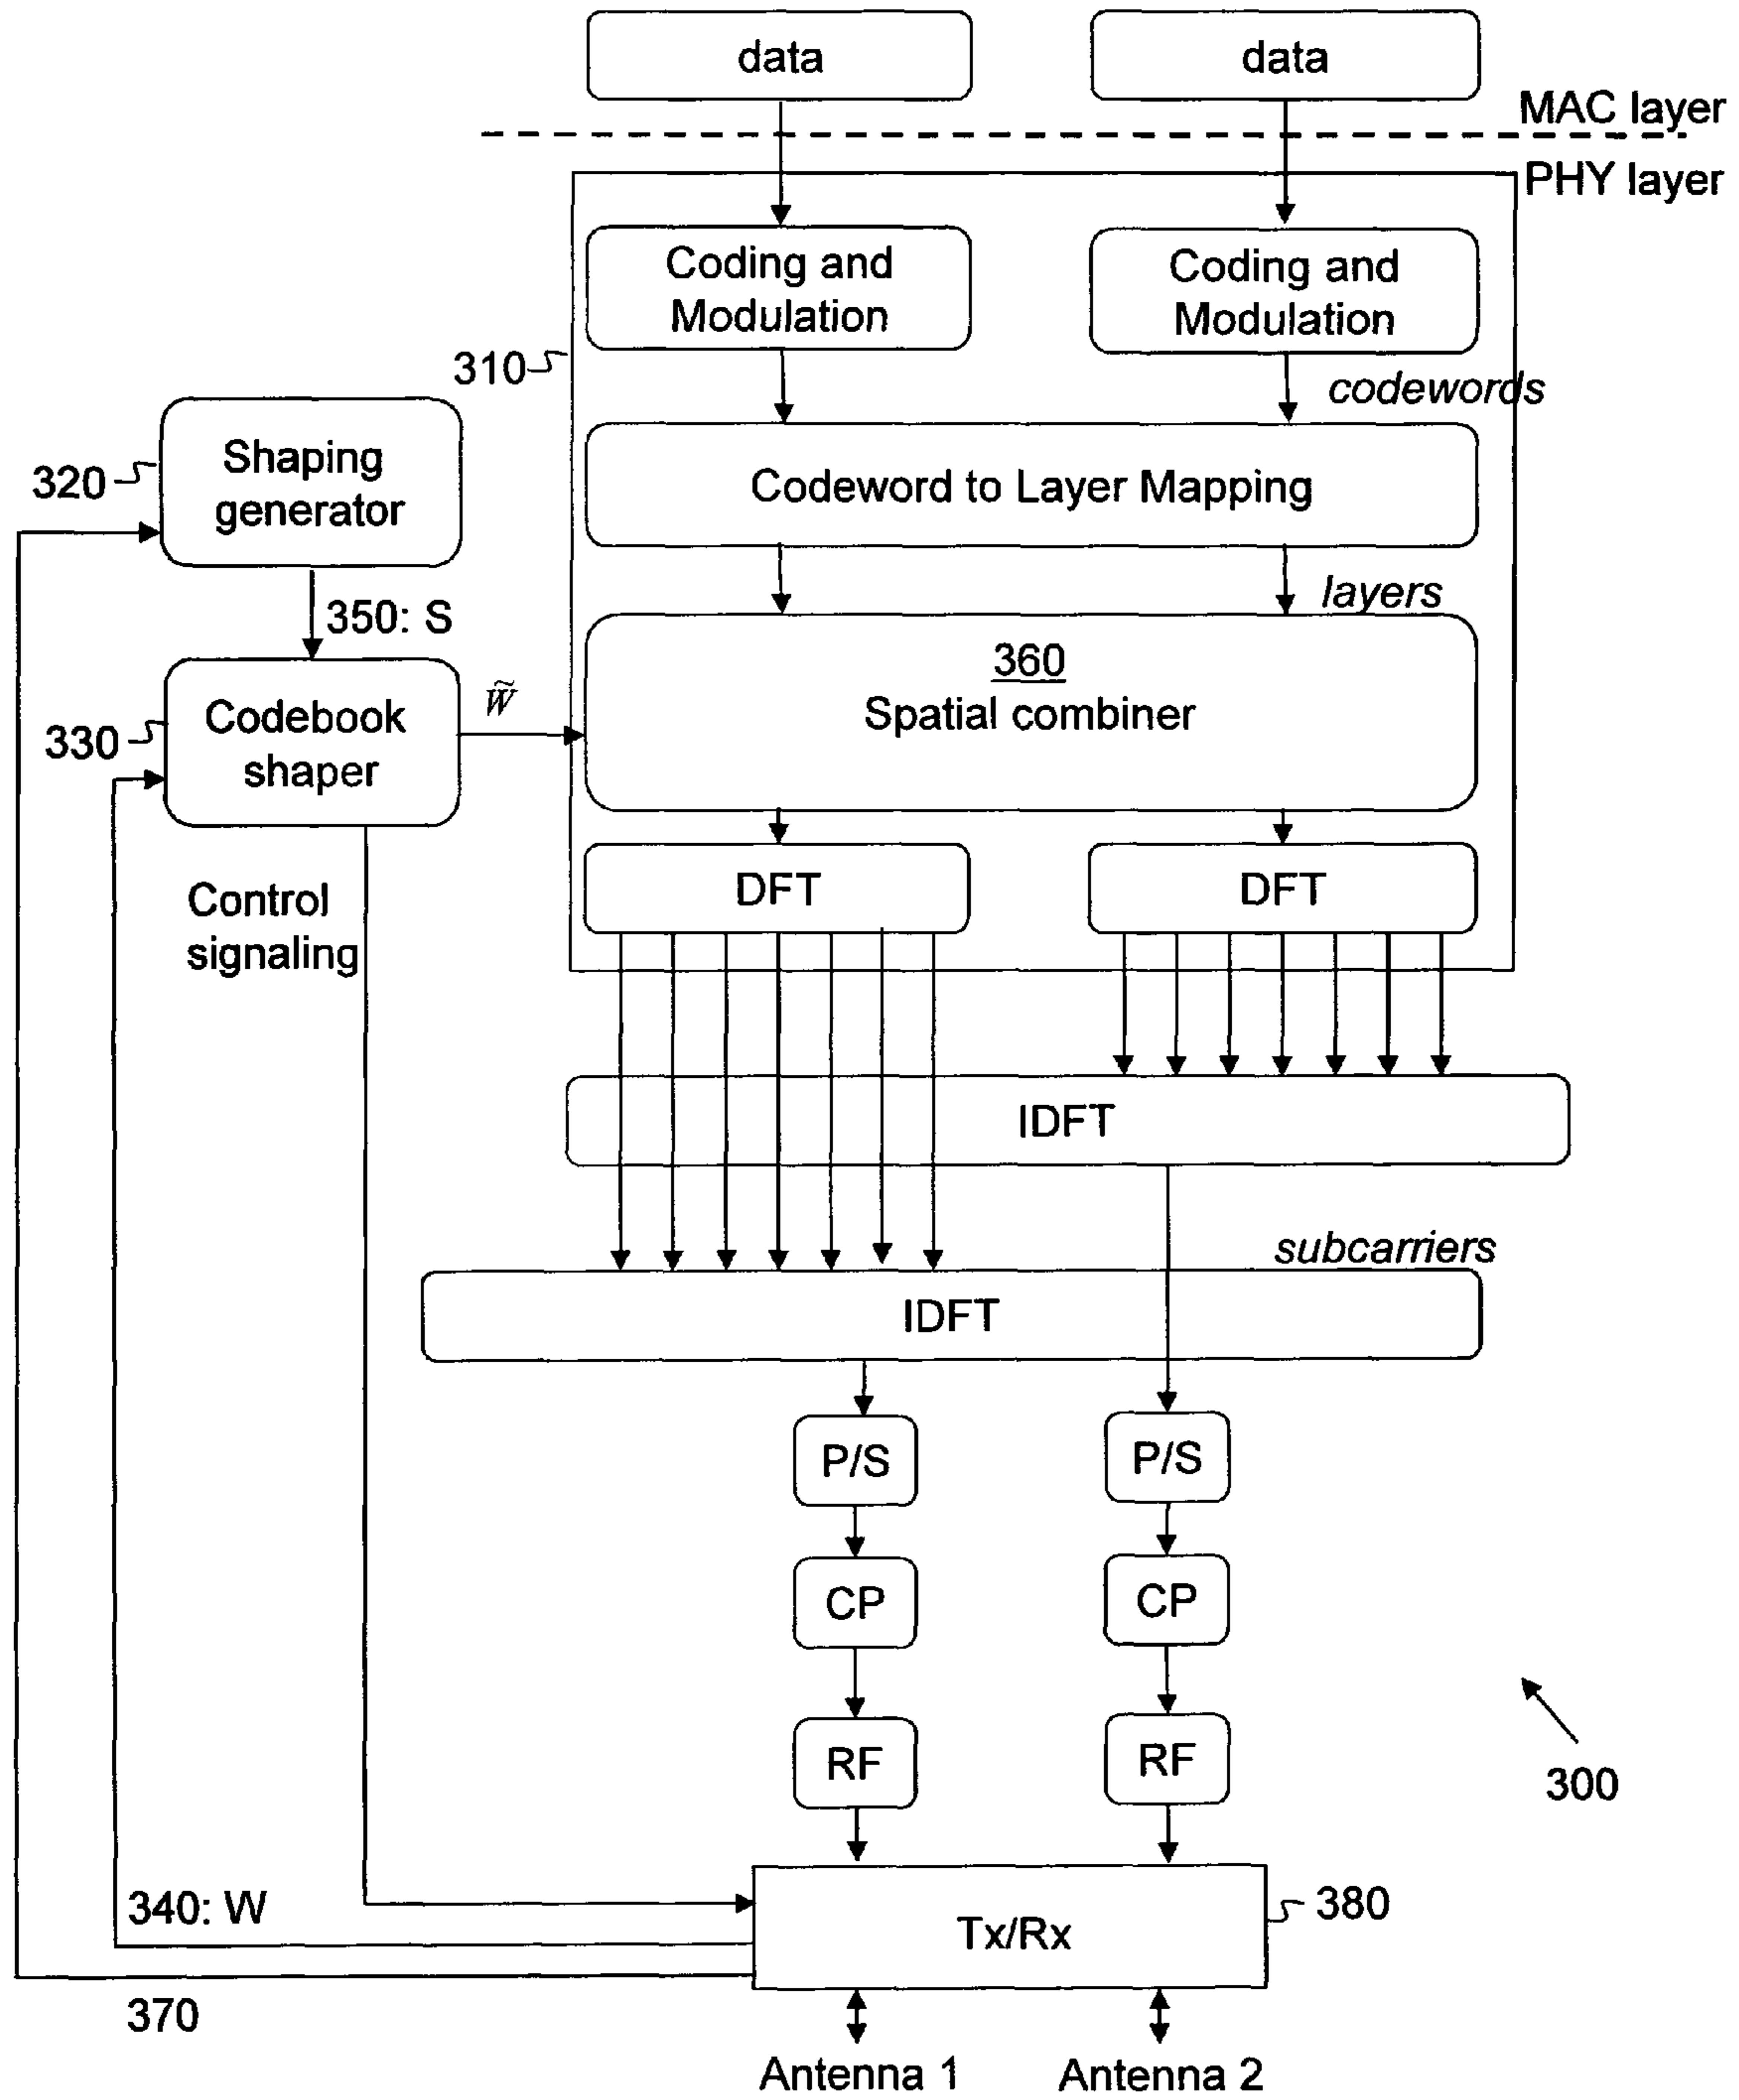 data
data
MAC layer
PHY layer
Coding and
Modulation
Coding and
Modulation
310
codewords
Shaping
generator
320
Codeword to Layer Mapping
350: S
layers
360
Spatial combiner
W̃
Codebook
shaper
330
DFT
DFT
Control
signaling
IDFT
subcarriers
IDFT
P/S
P/S
CP
CP
RF
RF
300
340: W
380
Tx/Rx
370
Antenna 1
Antenna 2